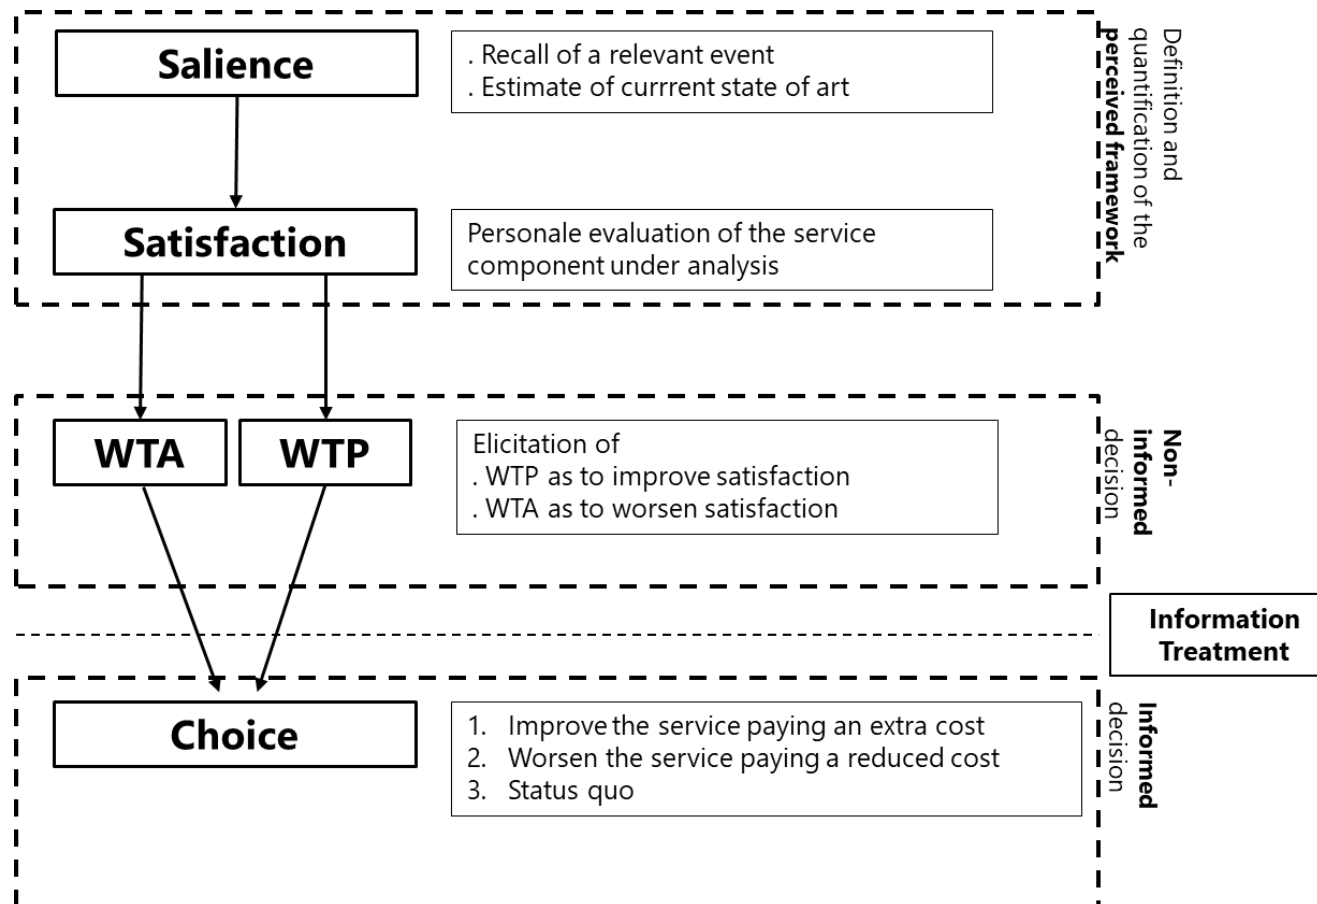 Salience
. Recall of a relevant event
. Estimate of currrent state of art
Definition and
quantification of the
perceived framework
Satisfaction
Personale evaluation of the service
component under analysis
WTA
WTP
Elicitation of
. WTP as to improve satisfaction
. WTA as to worsen satisfaction
Non-
informed
decision
Information
Treatment
Choice
1. Improve the service paying an extra cost
2. Worsen the service paying a reduced cost
3. Status quo
Informed
decision